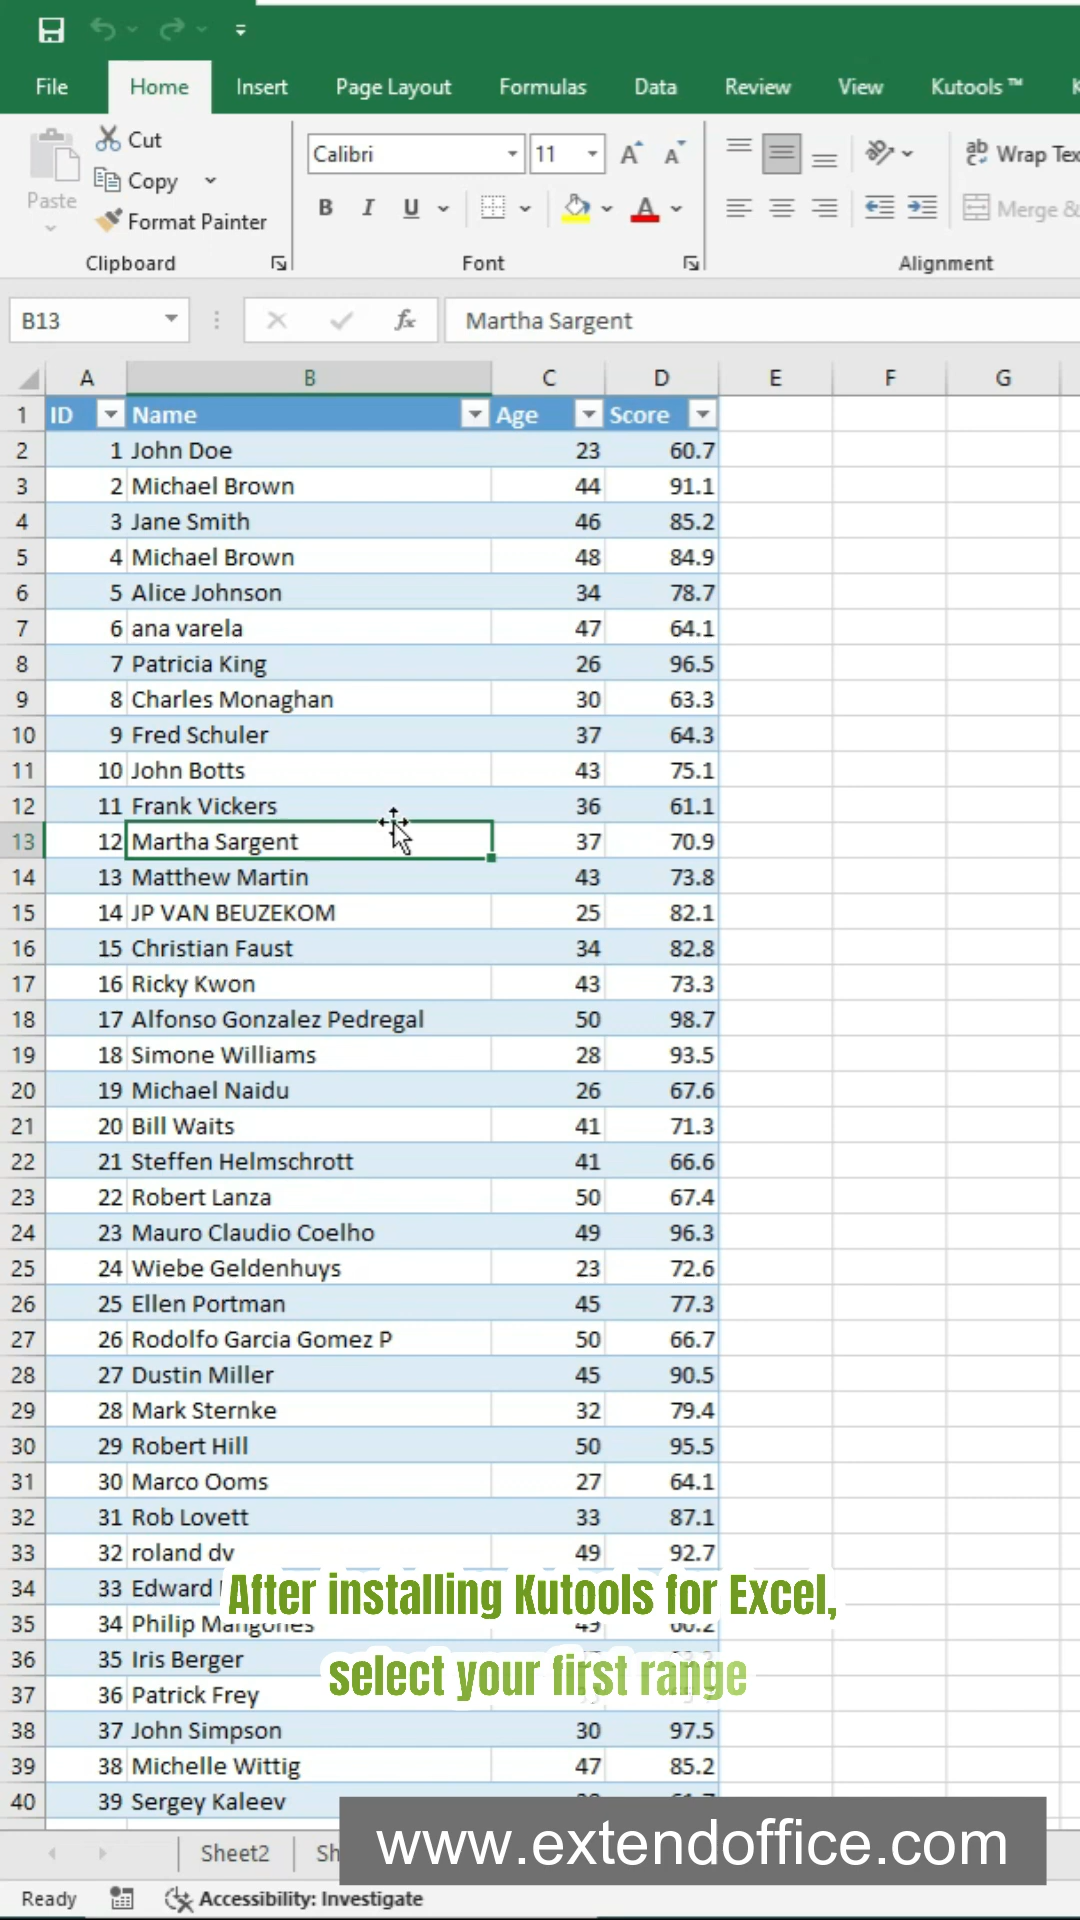 File Home Insert Page Layout Formulas Data Review View Kutools ™
Paste
Cut
Copy
Format Painter
Clipboard
Calibri 11
B I U
Font
Wrap
Merge &
Alignment
B13 fx Martha Sargent
A B C D E F G
1 ID Name Age Score
2 1 John Doe 23 60.7
3 2 Michael Brown 44 91.1
4 3 Jane Smith 46 85.2
5 4 Michael Brown 48 84.9
6 5 Alice Johnson 34 78.7
7 6 ana varela 47 64.1
8 7 Patricia King 26 96.5
9 8 Charles Monaghan 30 63.3
10 9 Fred Schuler 37 64.3
11 10 John Botts 43 75.1
12 11 Frank Vickers 36 61.1
13 12 Martha Sargent 37 70.9
14 13 Matthew Martin 43 73.8
15 14 JP VAN BEUZEKOM 25 82.1
16 15 Christian Faust 34 82.8
17 16 Ricky Kwon 43 73.3
18 17 Alfonso Gonzalez Pedregal 50 98.7
19 18 Simone Williams 28 93.5
20 19 Michael Naidu 26 67.6
21 20 Bill Waits 41 71.3
22 21 Steffen Helmschrott 41 66.6
23 22 Robert Lanza 50 67.4
24 23 Mauro Claudio Coelho 49 96.3
25 24 Wiebe Geldenhuys 23 72.6
26 25 Ellen Portman 45 77.3
27 26 Rodolfo Garcia Gomez P 50 66.7
28 27 Dustin Miller 45 90.5
29 28 Mark Sternke 32 79.4
30 29 Robert Hill 50 95.5
31 30 Marco Ooms 27 64.1
32 31 Rob Lovett 33 87.1
33 32 roland dv 49 92.7
34 33 Edward
After installing Kutools for Excel,
35 34 Philip Mangones 49 60.2
36 35 Iris Berger
select your first range
37 36 Patrick Frey
38 37 John Simpson 30 97.5
39 38 Michelle Wittig 47 85.2
40 39 Sergey Kaleev
www.extendoffice.com
Sheet2
Ready Accessibility: Investigate